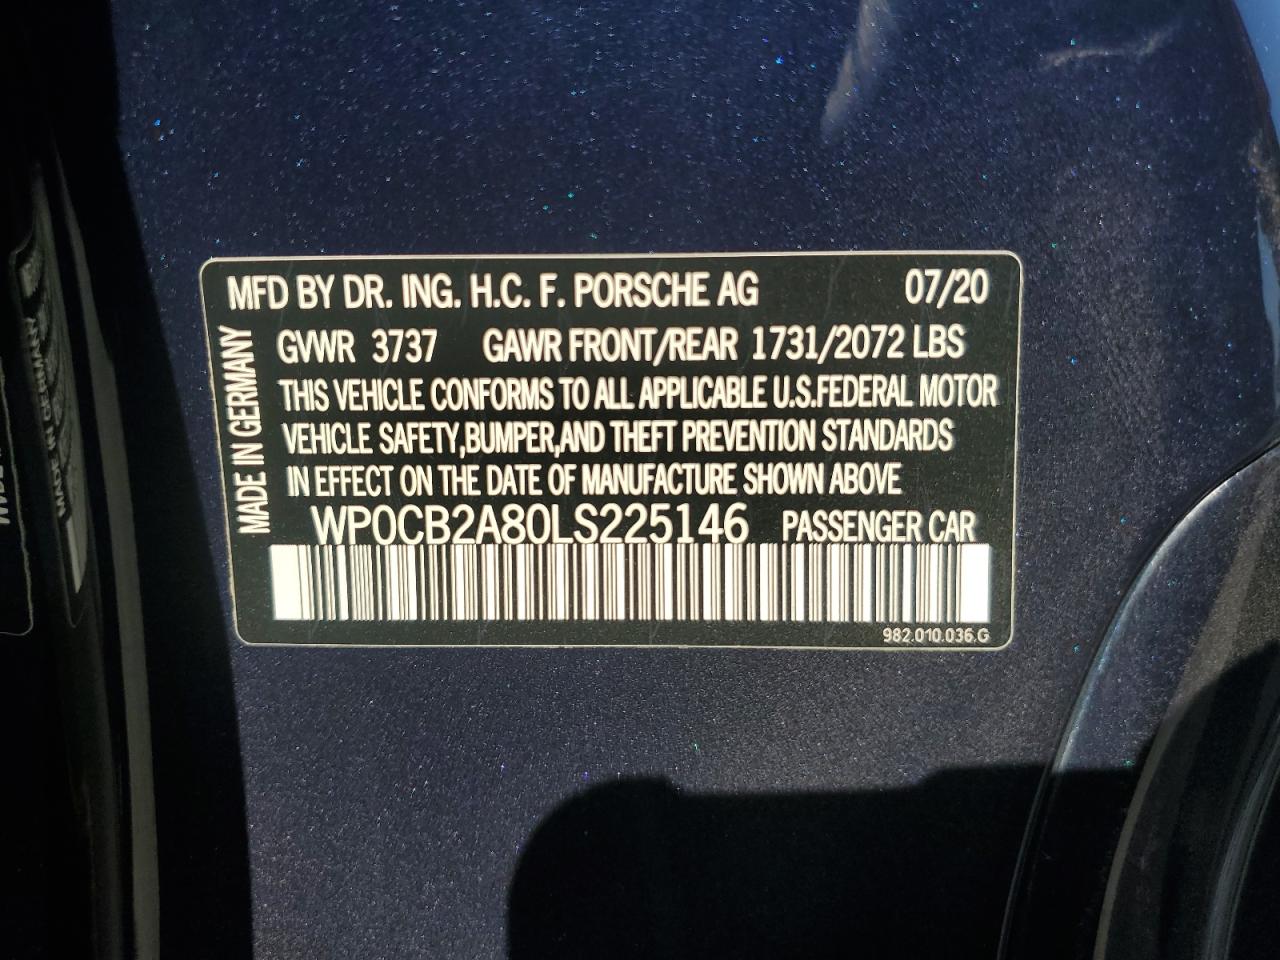 MFD BY DR. ING. H.C. F. PORSCHE AG 07/20
GVWR 3737 GAWR FRONT/REAR 1731/2072 LBS
THIS VEHICLE CONFORMS TO ALL APPLICABLE U.S.FEDERAL MOTOR
VEHICLE SAFETY,BUMPER,AND THEFT PREVENTION STANDARDS
IN EFFECT ON THE DATE OF MANUFACTURE SHOWN ABOVE
MADE IN GERMANY
WP0CB2A80LS225146 PASSENGER CAR
982.010.036.G